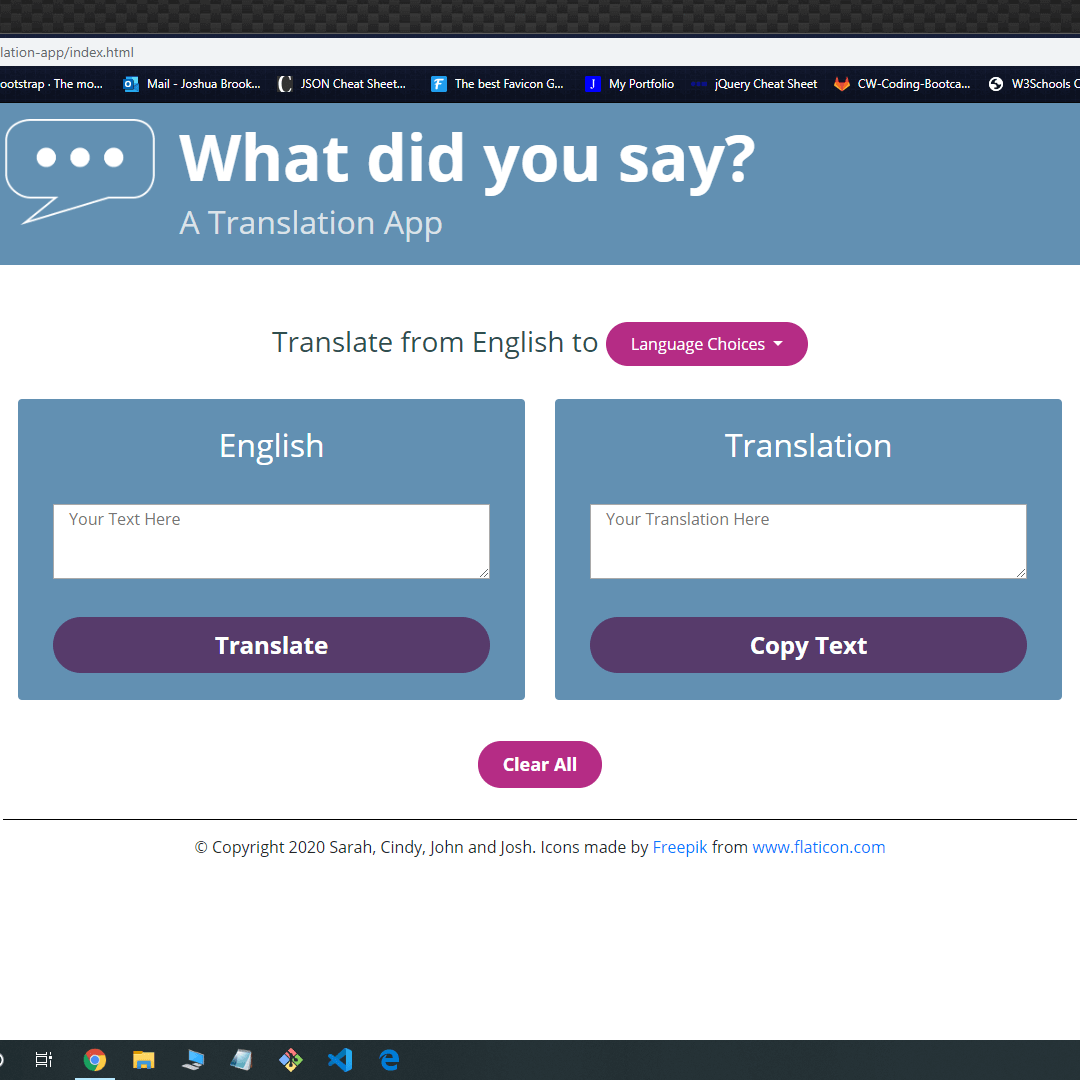 lation-app/index.html
ootstrap · The mo... Mail - Joshua Brook... JSON Cheat Sheet... The best Favicon G... J My Portfolio jQuery Cheat Sheet CW-Coding-Bootca... W3Schools
What did you say?
A Translation App
Translate from English to Language Choices
English
Your Text Here
Translate
Translation
Your Translation Here
Copy Text
Clear All
© Copyright 2020 Sarah, Cindy, John and Josh. Icons made by Freepik from www.flaticon.com